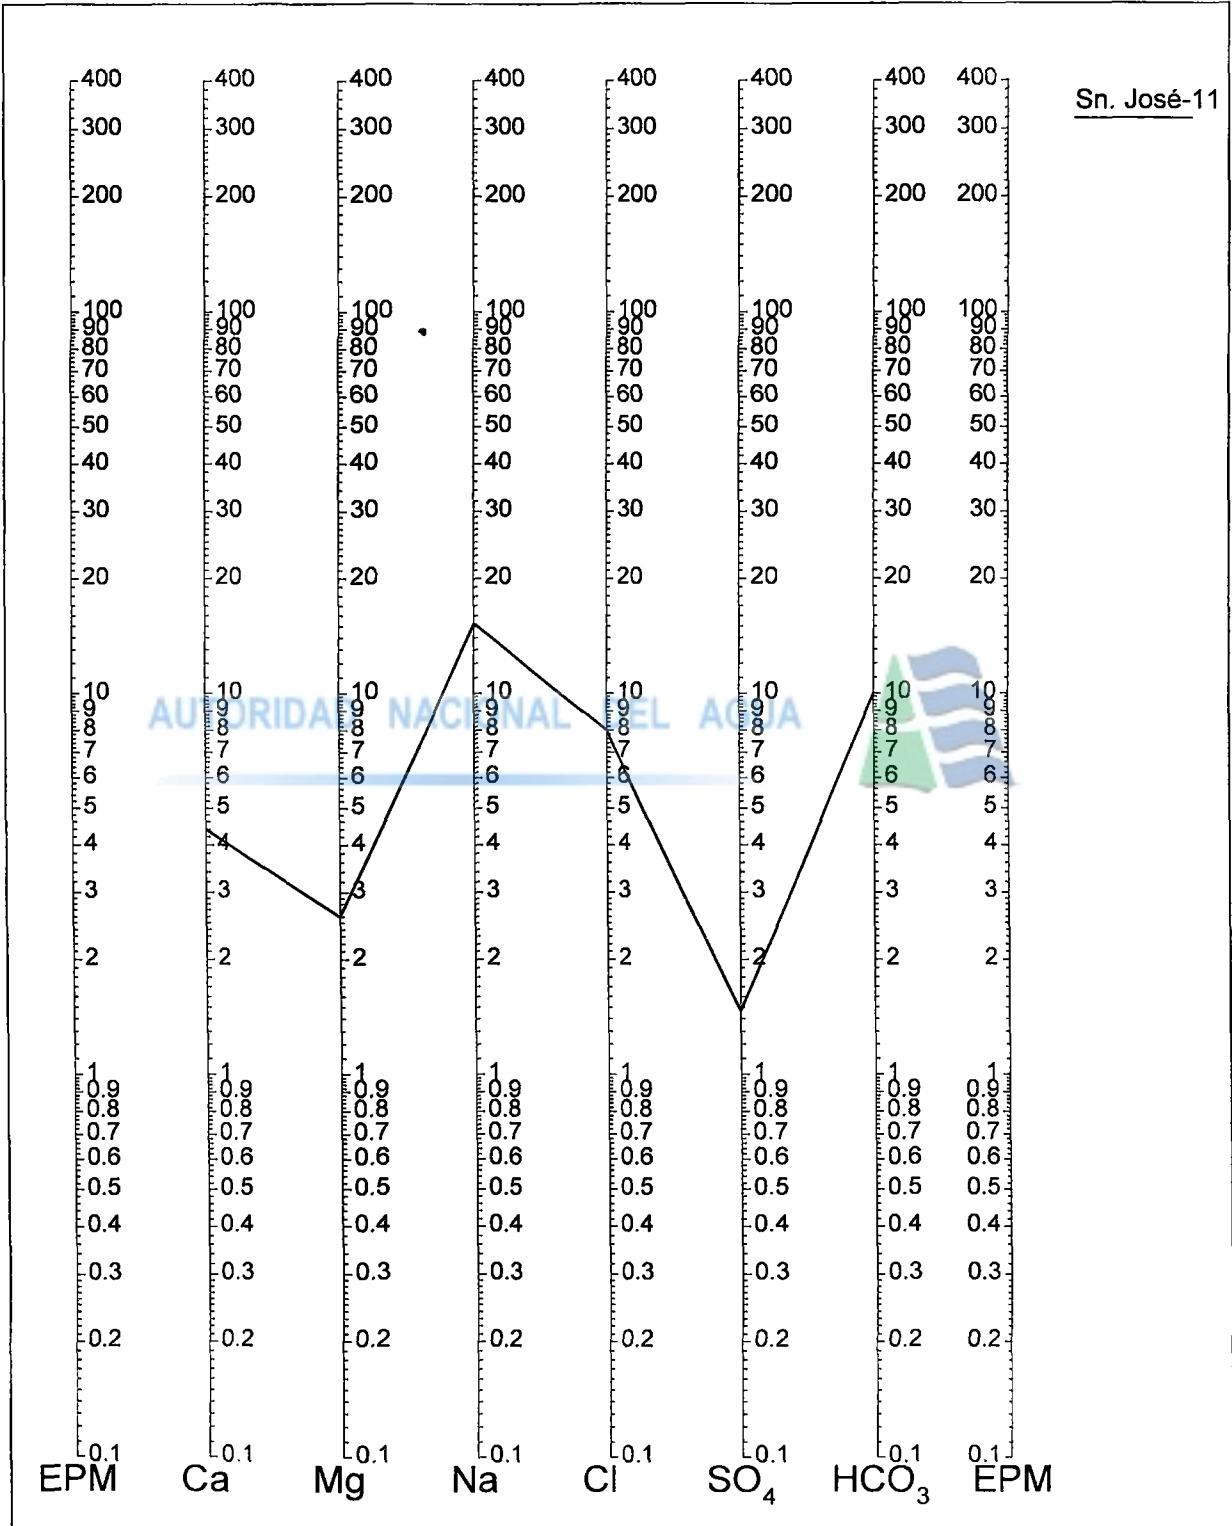 Sn. José-11
400 400 400 400 400 400 400 400
300 300 300 300 300 300 300 300
200 200 200 200 200 200 200 200
100 100 100 100 100 100 100 100
90 90 90 90 90 90 90 90
80 80 80 80 80 80 80 80
70 70 70 70 70 70 70 70
60 60 60 60 60 60 60 60
50 50 50 50 50 50 50 50
40 40 40 40 40 40 40 40
30 30 30 30 30 30 30 30
20 20 20 20 20 20 20 20
10 10 10 10 10 10 10 10
9 9 9 9 9 9 9 9
AUTORIDAD NACIONAL DEL AGUA
8 8 8 8 8 8 8 8
7 7 7 7 7 7 7 7
6 6 6 6 6 6 6 6
5 5 5 5 5 5 5 5
4 4 4 4 4 4 4 4
3 3 3 3 3 3 3 3
2 2 2 2 2 2 2 2
1 1 1 1 1 1 1 1
0.9 0.9 0.9 0.9 0.9 0.9 0.9 0.9
0.8 0.8 0.8 0.8 0.8 0.8 0.8 0.8
0.7 0.7 0.7 0.7 0.7 0.7 0.7 0.7
0.6 0.6 0.6 0.6 0.6 0.6 0.6 0.6
0.5 0.5 0.5 0.5 0.5 0.5 0.5 0.5
0.4 0.4 0.4 0.4 0.4 0.4 0.4 0.4
0.3 0.3 0.3 0.3 0.3 0.3 0.3 0.3
0.2 0.2 0.2 0.2 0.2 0.2 0.2 0.2
0.1 0.1 0.1 0.1 0.1 0.1 0.1 0.1
EPM Ca Mg Na Cl SO₄ HCO₃ EPM